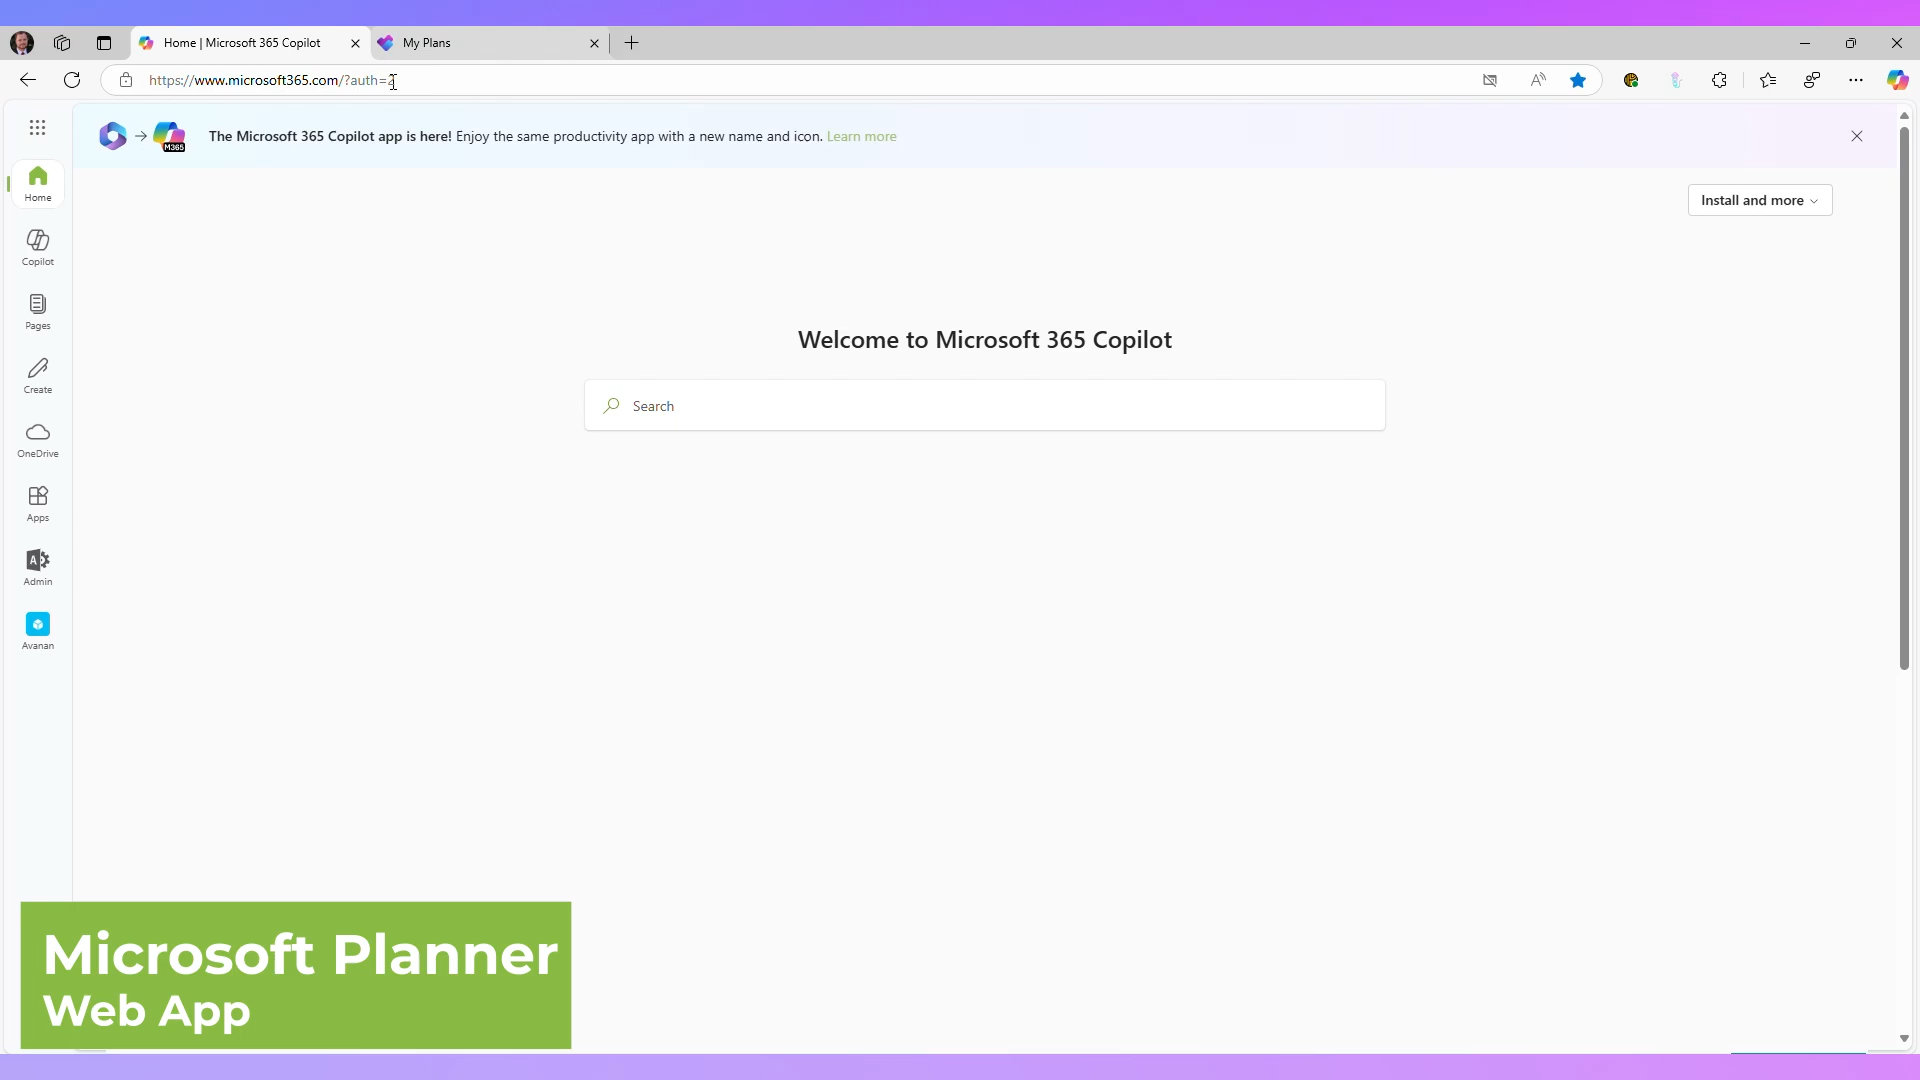 Home | Microsoft 365 Copilot
My Plans
https://www.microsoft365.com/?auth=2
M365
The Microsoft 365 Copilot app is here! Enjoy the same productivity app with a new name and icon. Learn more
Install and more
Home
Copilot
Pages
Create
OneDrive
Apps
Admin
Avanan
Welcome to Microsoft 365 Copilot
Search
Microsoft Planner
Web App